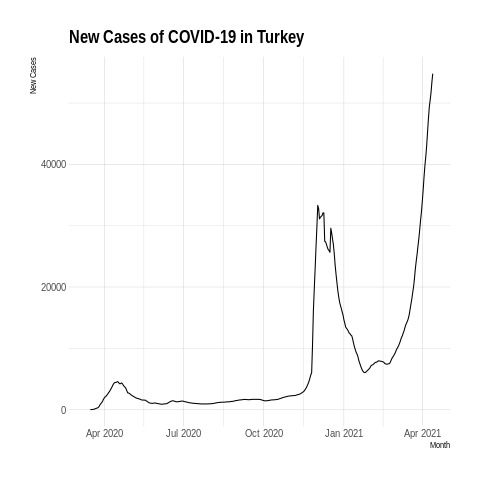 New Cases of COVID-19 in Turkey
New Cases
40000
20000
0
Apr 2020 Jul 2020 Oct 2020 Jan 2021 Apr 2021
Month